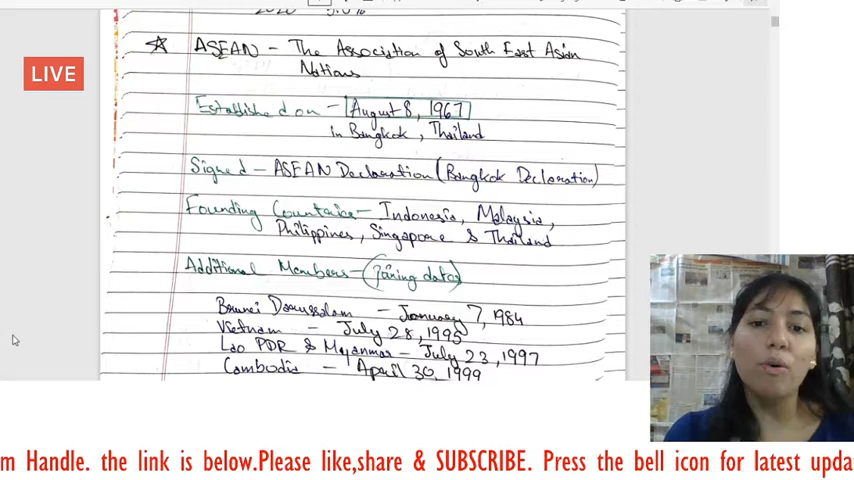 2020 5.0%
☆ ASEAN - The Association of South East Asian
Nations
LIVE
Established on - August 8, 1967
in Bangkok, Thailand
Signed - ASEAN Declaration (Bangkok Declaration)
Founding Countries - Indonesia, Malaysia,
Philippines, Singapore & Thailand
Additional Members - (Joining date)
Brunei Darussalam - January 7, 1984
Vietnam - July 28, 1995
Lao PDR & Myanmar - July 23, 1997
Cambodia - April 30, 1999
m Handle. the link is below.Please like,share & SUBSCRIBE. Press the bell icon for latest upda